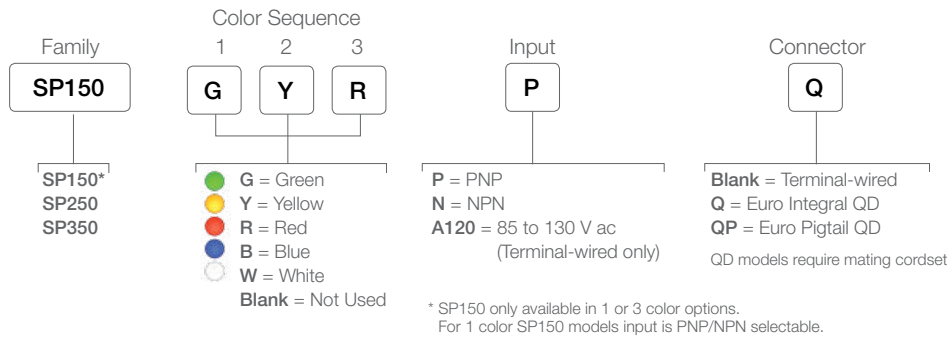 Color Sequence
Family 1 2 3 Input Connector
SP150 G Y R P Q
SP150*
SP250
SP350
G = Green
Y = Yellow
R = Red
B = Blue
W = White
Blank = Not Used
P = PNP
N = NPN
A120 = 85 to 130 V ac
(Terminal-wired only)
Blank = Terminal-wired
Q = Euro Integral QD
QP = Euro Pigtail QD
QD models require mating cordset
* SP150 only available in 1 or 3 color options.
For 1 color SP150 models input is PNP/NPN selectable.